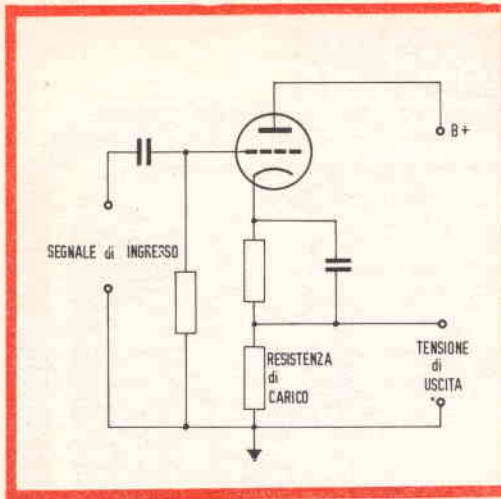 B+
SEGNALE di INGRESSO
RESISTENZA
di
CARICO
TENSIONE
di
USCITA